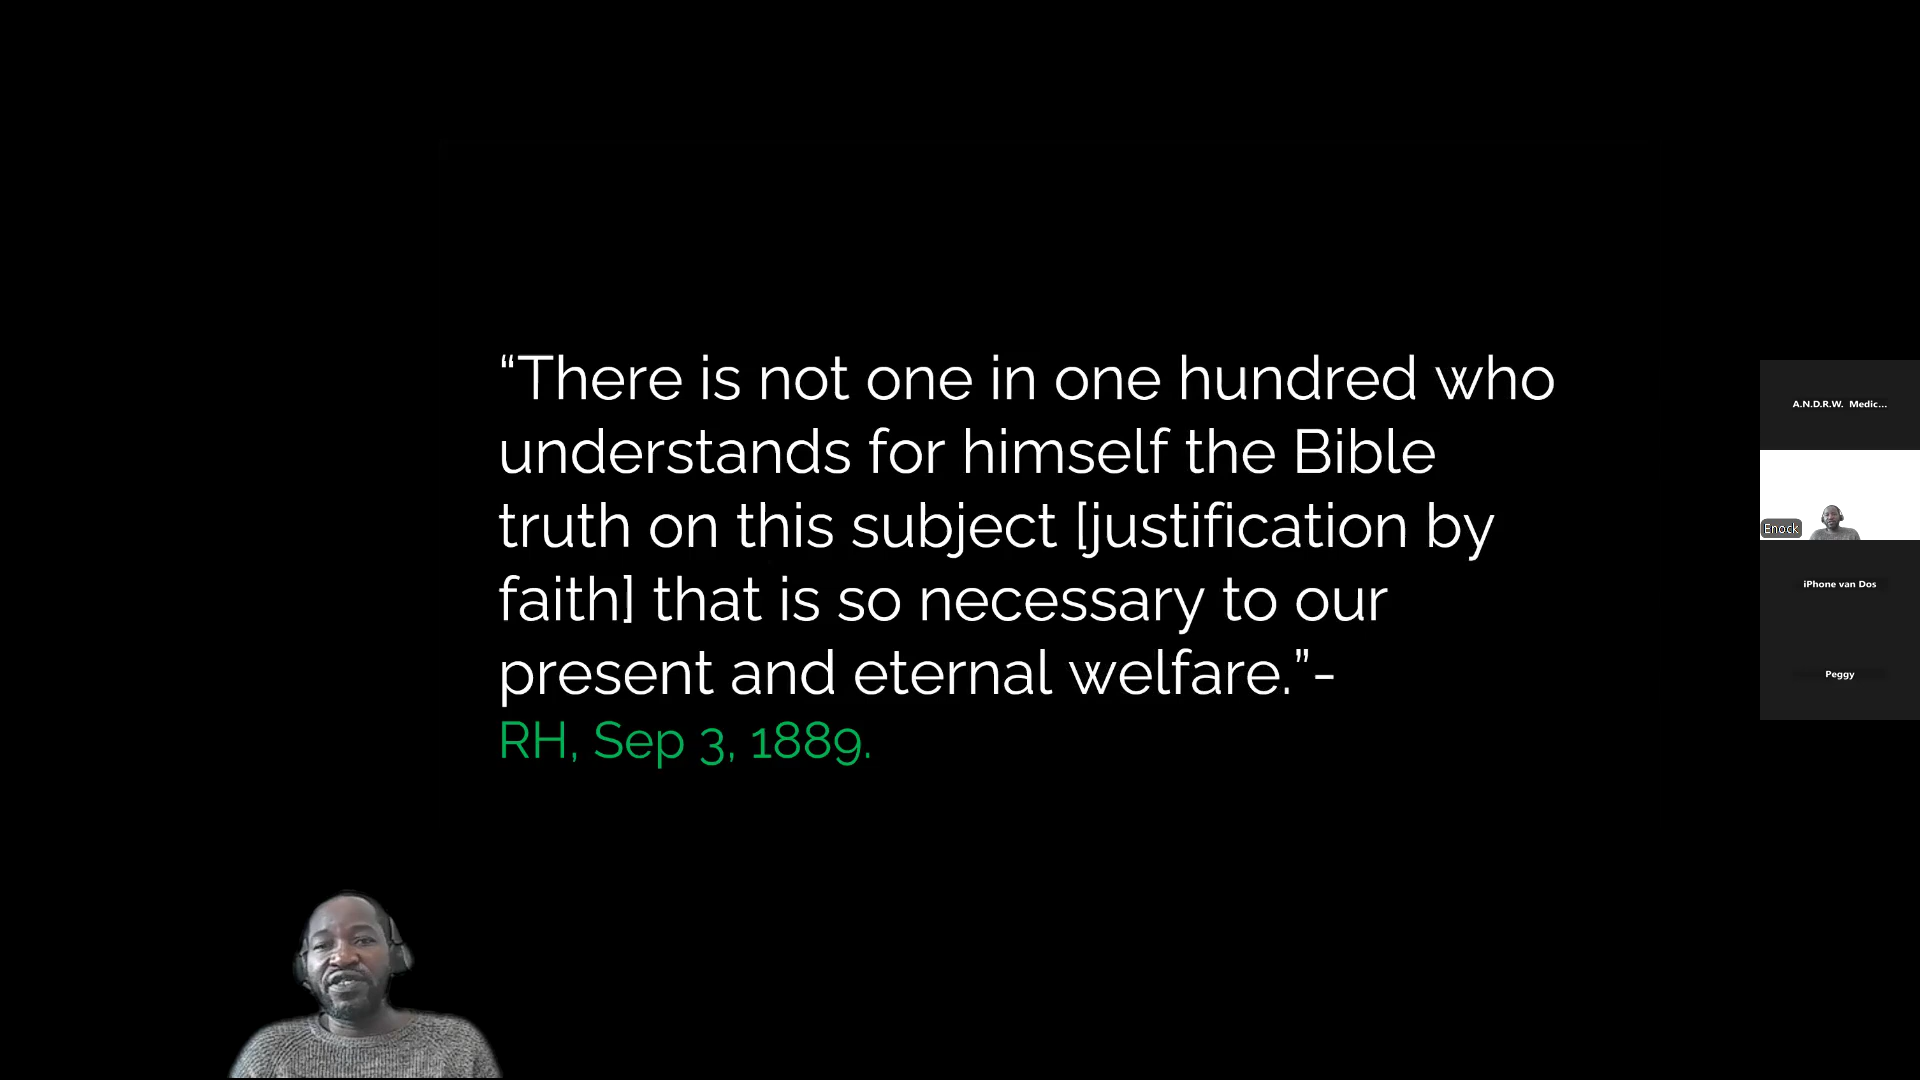 “There is not one in one hundred who
understands for himself the Bible
truth on this subject [justification by
faith] that is so necessary to our
present and eternal welfare.”-
RH, Sep 3, 1889.
A.N.D.R.W. Medic...
Enock
iPhone van Dos
Peggy